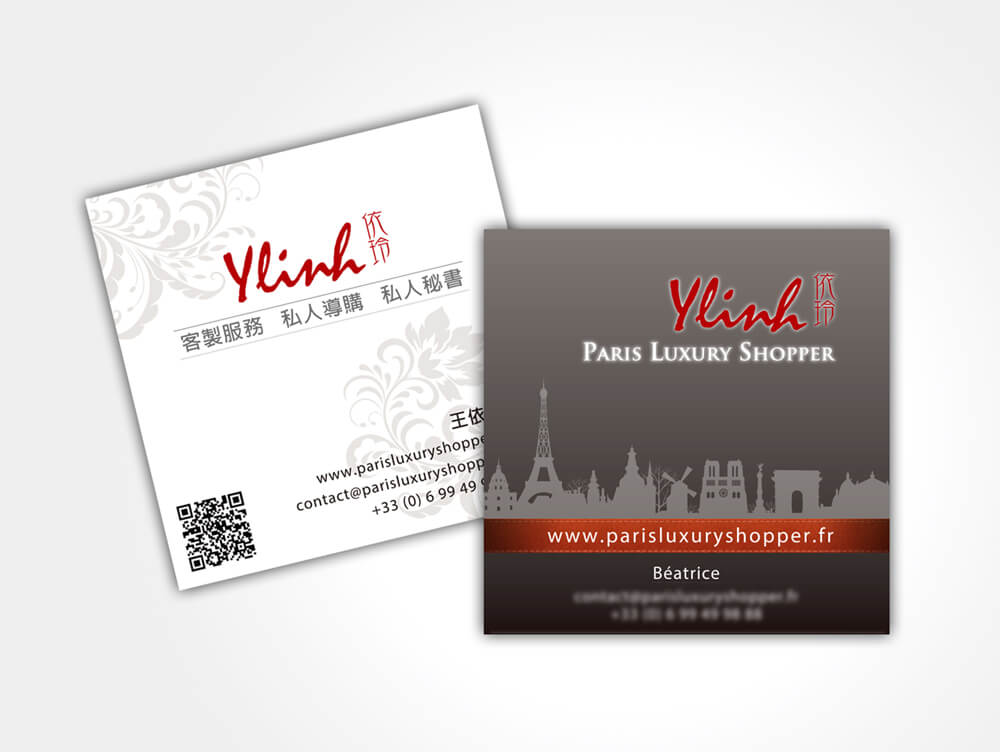 Ylinh 依玲
客製服務 私人導購 私人秘書
王依
www.parisluxuryshoppe
contact@parisluxuryshopp
+33 (0) 6 99 49
Ylinh 依玲
Paris Luxury Shopper
www.parisluxuryshopper.fr
Béatrice